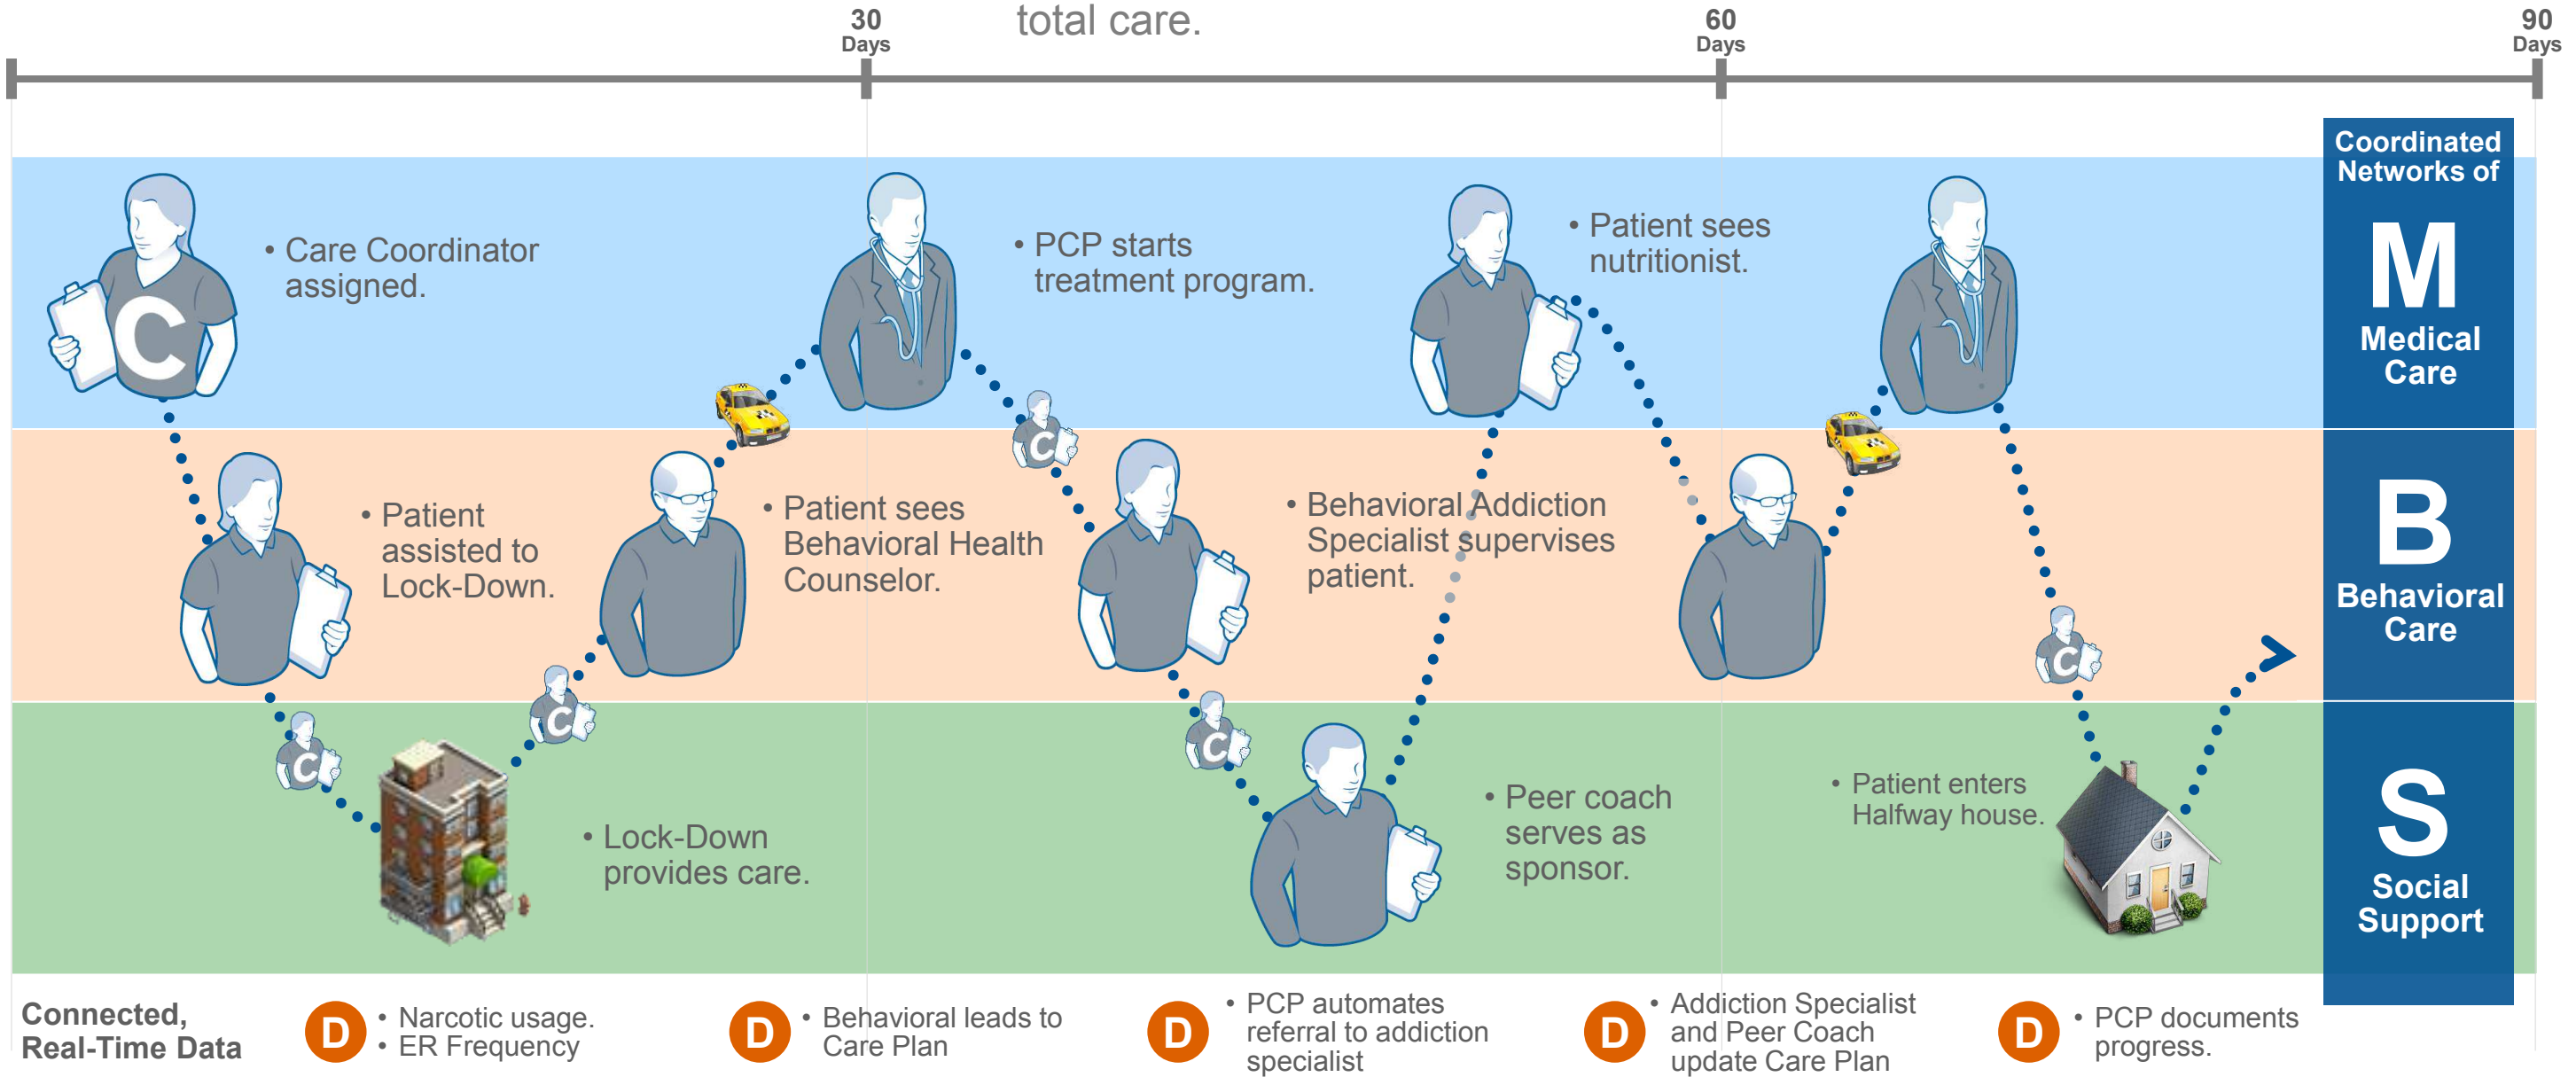 total care.
30
Days
60
Days
90
Days
Coordinated
Networks of
M
Medical
Care
B
Behavioral
Care
S
Social
Support
C
• Care Coordinator
assigned.
• PCP starts
treatment program.
• Patient sees
nutritionist.
C
• Patient
assisted to
Lock-Down.
• Patient sees
Behavioral Health
Counselor.
• Behavioral Addiction
Specialist supervises
patient.
C
C
C
C
• Lock-Down
provides care.
• Peer coach
serves as
sponsor.
• Patient enters
Halfway house.
Connected,
Real-Time Data
D
• Narcotic usage.
• ER Frequency
D
• Behavioral leads to
Care Plan
D
• PCP automates
referral to addiction
specialist
D
• Addiction Specialist
and Peer Coach
update Care Plan
D
• PCP documents
progress.